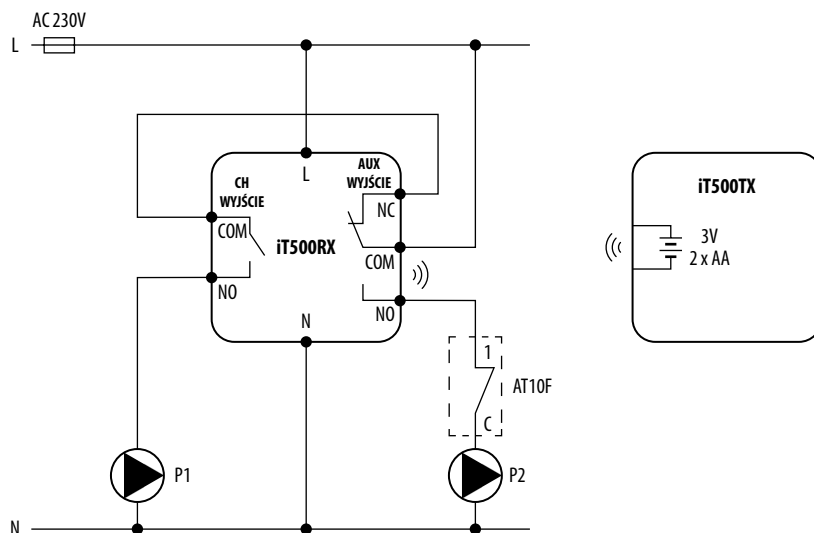 AC 230V
L
L
CH
WYJŚCIE
AUX
WYJŚCIE
NC
COM
iT500RX
COM
NO
NO
N
1
AT10F
C
P1
P2
N
iT500TX
3V
2 x AA